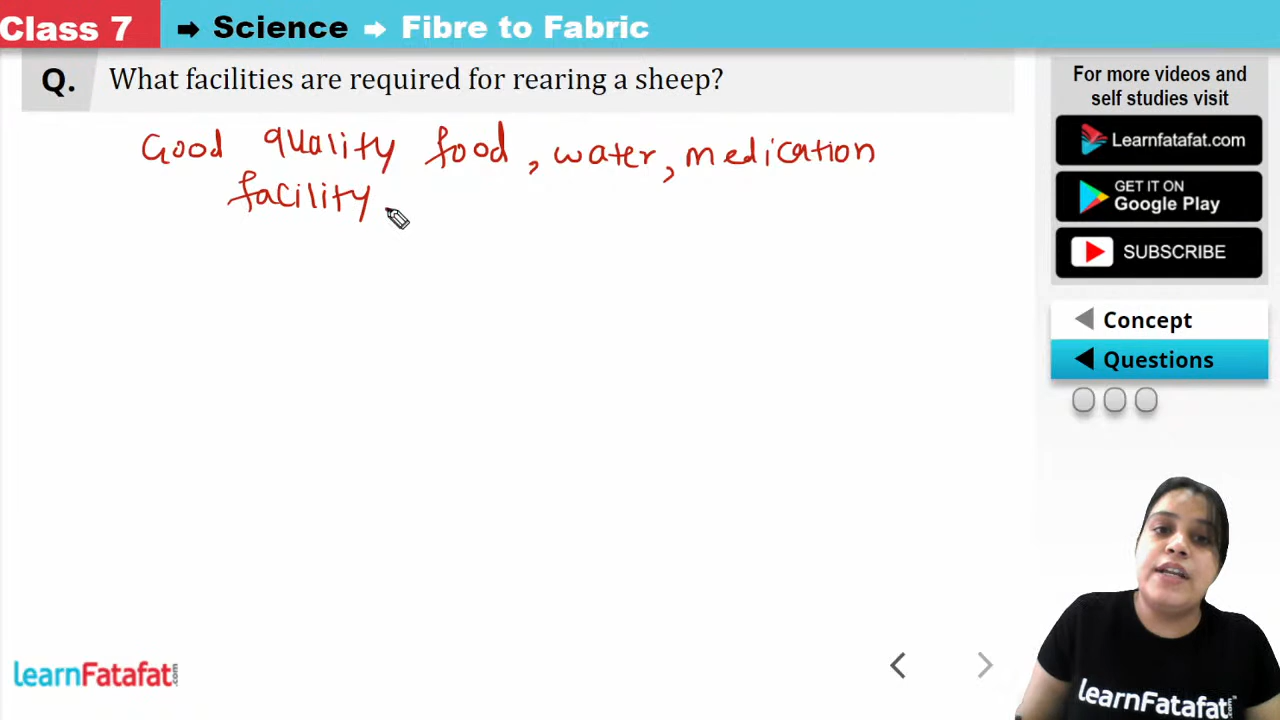 Class 7 ➡ Science ➡ Fibre to Fabric
Q. What facilities are required for rearing a sheep?
Good quality food, water, medication
facility
For more videos and
self studies visit
Learnfatafat.com
GET IT ON
Google Play
SUBSCRIBE
Concept
Questions
learnFatafat.com
learnFatafat.com